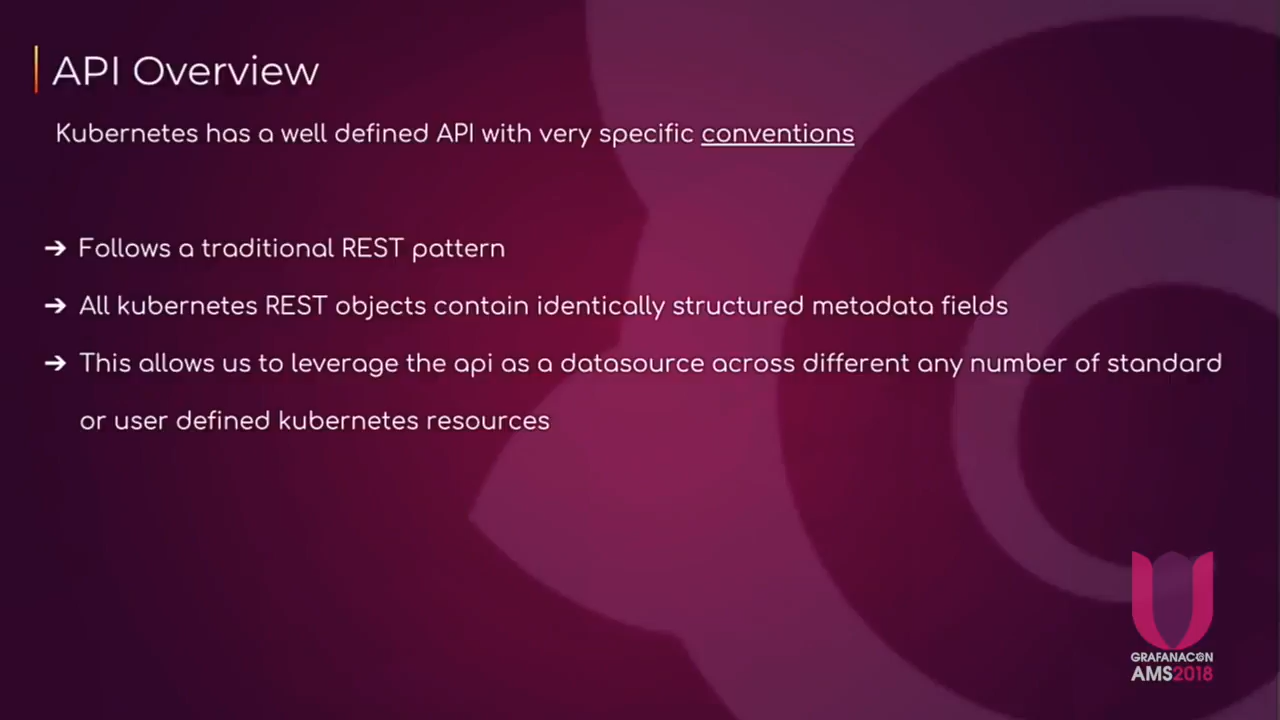 API Overview
Kubernetes has a well defined API with very specific conventions
➔ Follows a traditional REST pattern
➔ All kubernetes REST objects contain identically structured metadata fields
➔ This allows us to leverage the api as a datasource across different any number of standard
or user defined kubernetes resources
GRAFANACON
AMS2018